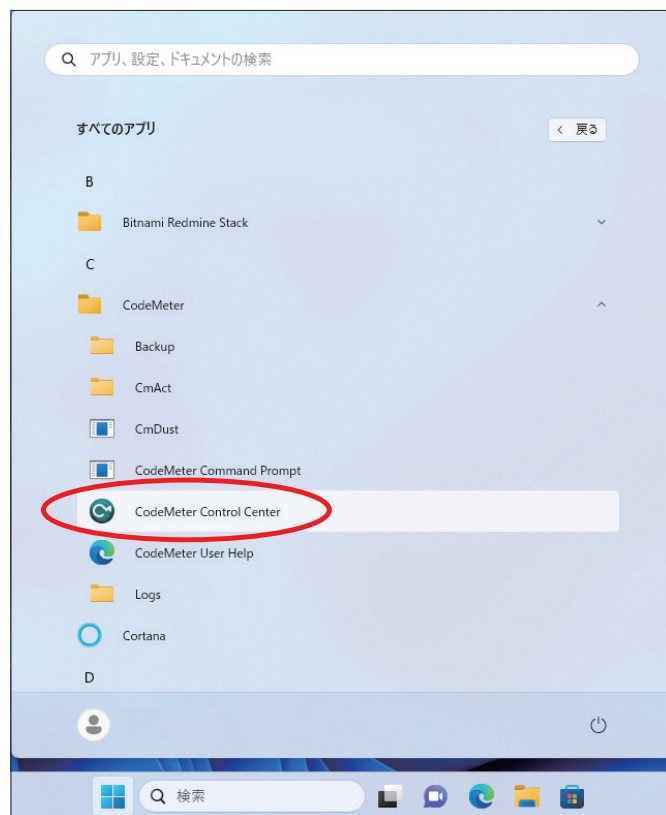 アプリ、設定、ドキュメントの検索
すべてのアプリ
< 戻る
B
Bitnami Redmine Stack
C
CodeMeter
Backup
CmAct
CmDust
CodeMeter Command Prompt
CodeMeter Control Center
CodeMeter User Help
Logs
Cortana
D
検索